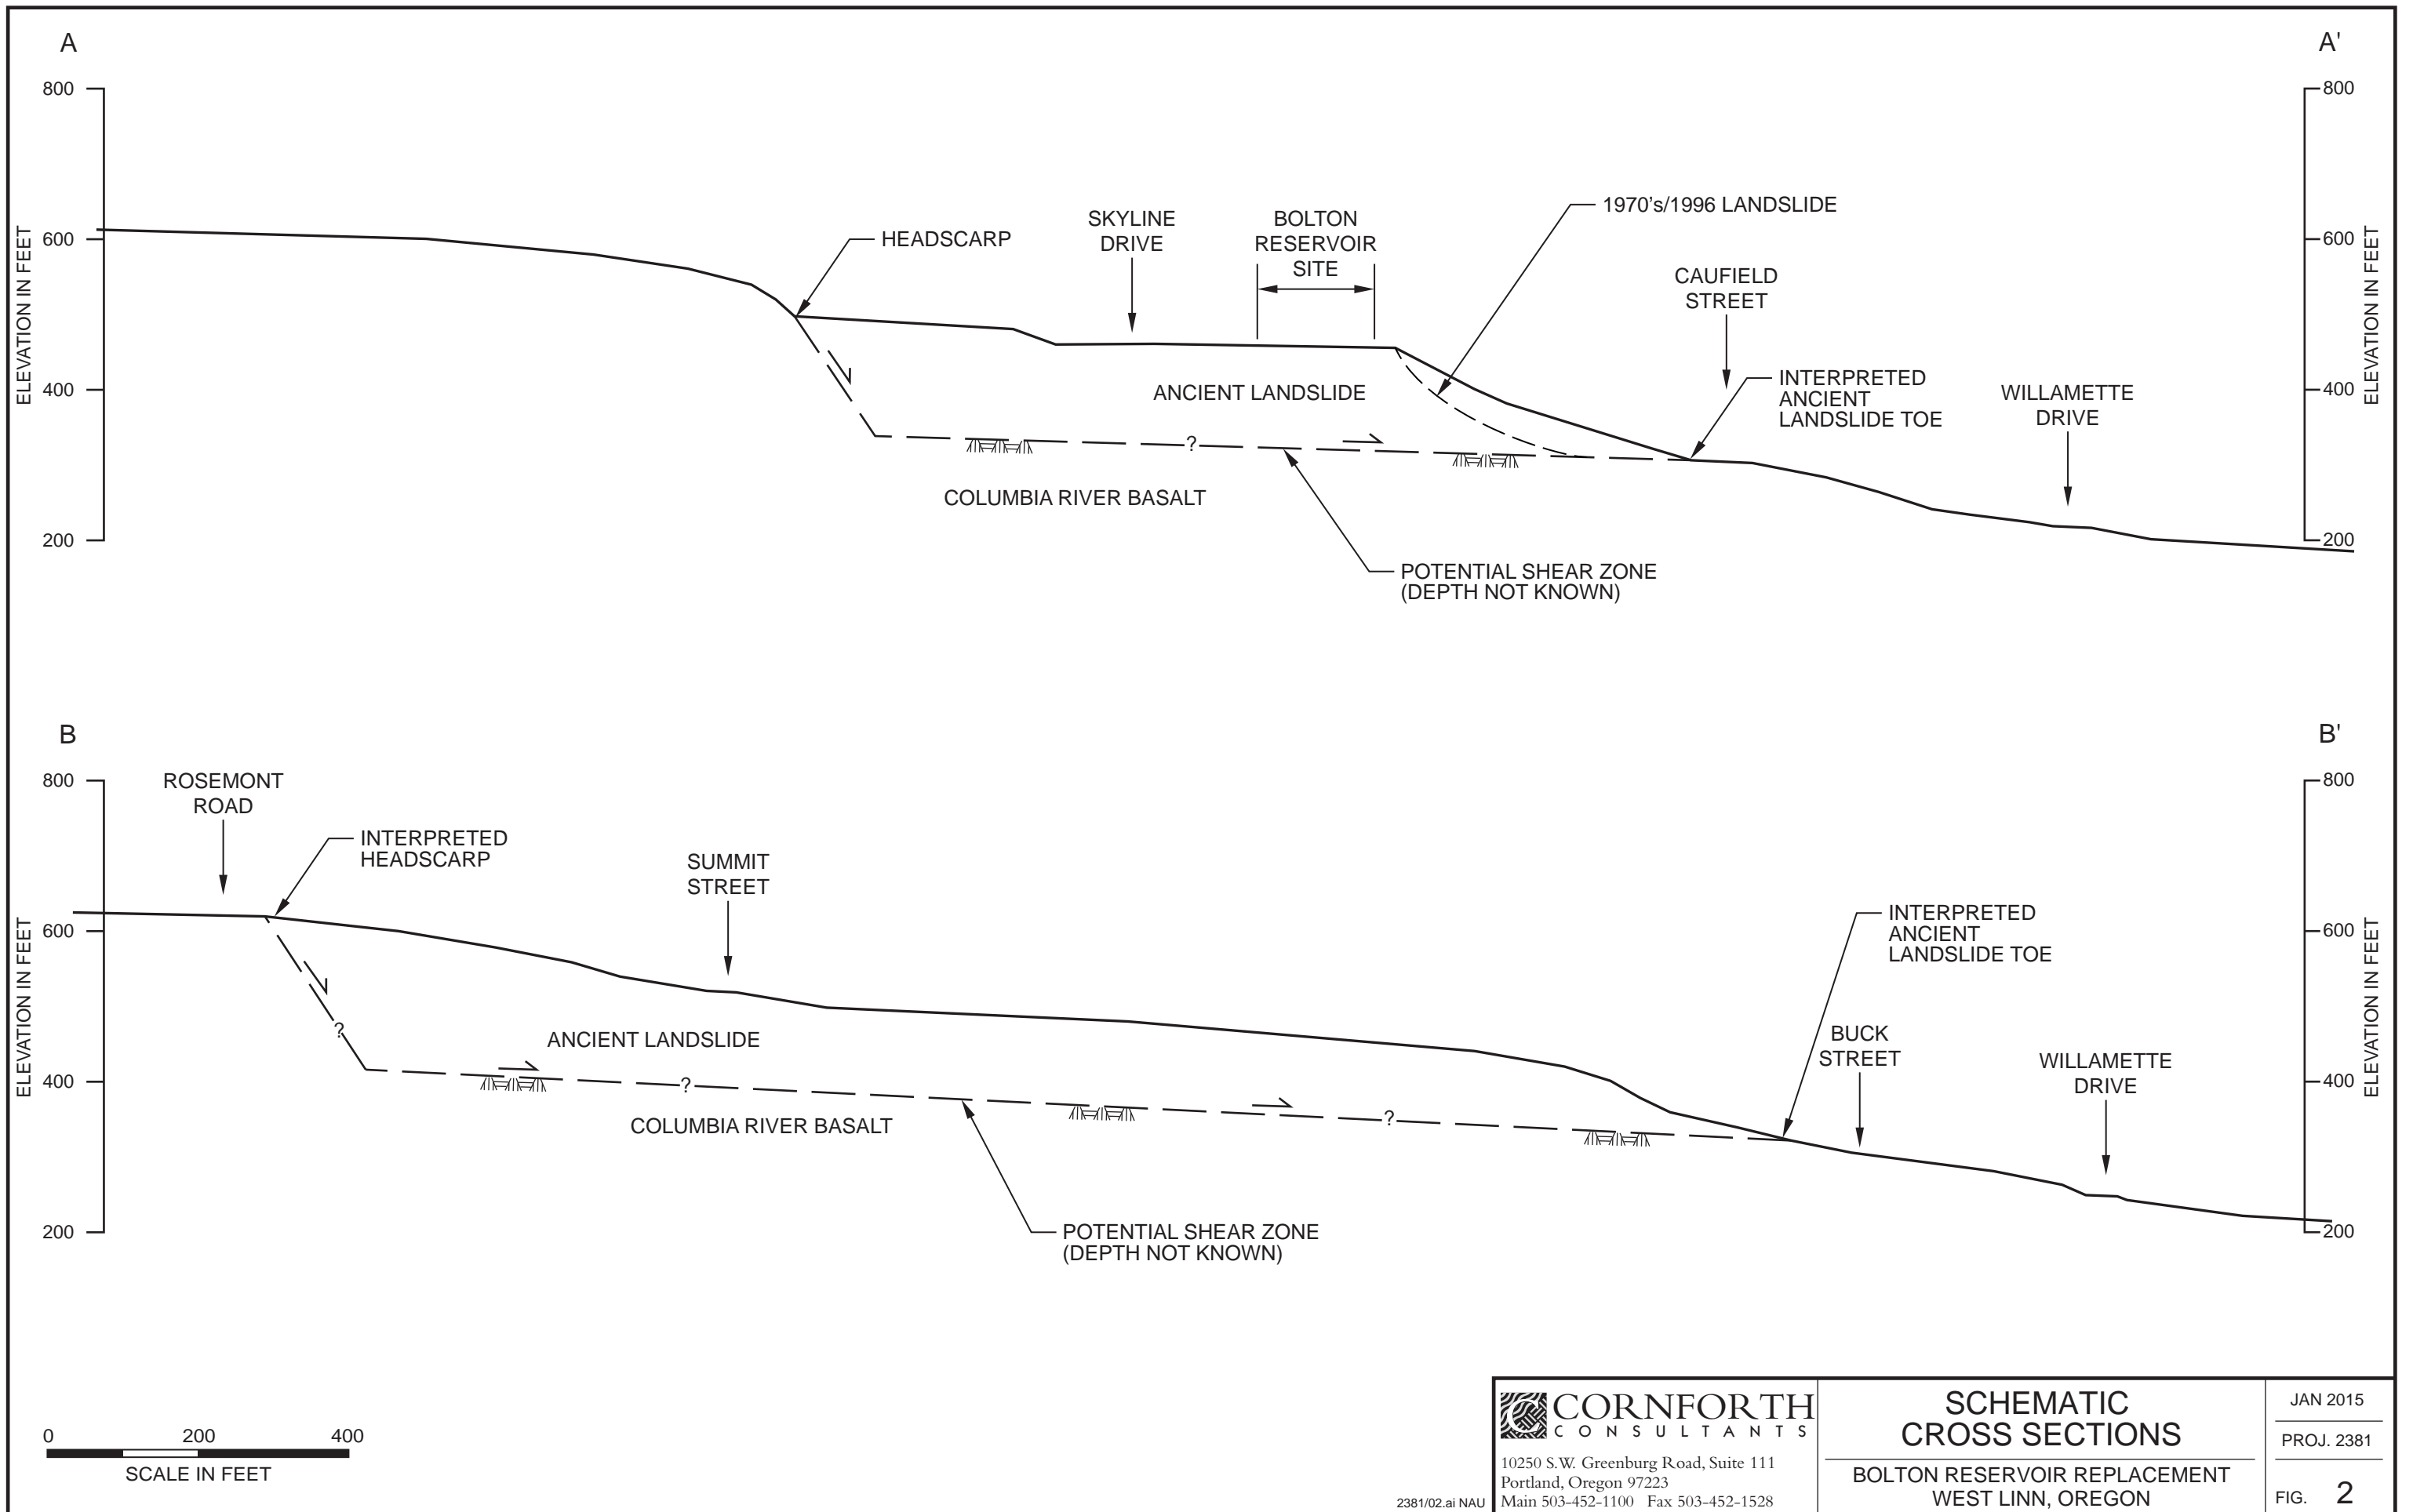 A
A'
800
800
1970's/1996 LANDSLIDE
SKYLINE
DRIVE
BOLTON
RESERVOIR
SITE
HEADSCARP
600
600
ELEVATION IN FEET
ELEVATION IN FEET
CAUFIELD
STREET
INTERPRETED
ANCIENT
LANDSLIDE TOE
WILLAMETTE
DRIVE
400
400
ANCIENT LANDSLIDE
?
COLUMBIA RIVER BASALT
200
200
POTENTIAL SHEAR ZONE
(DEPTH NOT KNOWN)
B
B'
800
800
ROSEMONT
ROAD
INTERPRETED
HEADSCARP
SUMMIT
STREET
INTERPRETED
ANCIENT
LANDSLIDE TOE
600
600
ELEVATION IN FEET
ELEVATION IN FEET
?
ANCIENT LANDSLIDE
BUCK
STREET
WILLAMETTE
DRIVE
400
400
?
?
COLUMBIA RIVER BASALT
200
200
POTENTIAL SHEAR ZONE
(DEPTH NOT KNOWN)
0 200 400
SCALE IN FEET
2381/02.ai NAU
CORNFORTH
CONSULTANTS
10250 S.W. Greenburg Road, Suite 111
Portland, Oregon 97223
Main 503-452-1100 Fax 503-452-1528
SCHEMATIC
CROSS SECTIONS
BOLTON RESERVOIR REPLACEMENT
WEST LINN, OREGON
JAN 2015
PROJ. 2381
FIG. 2